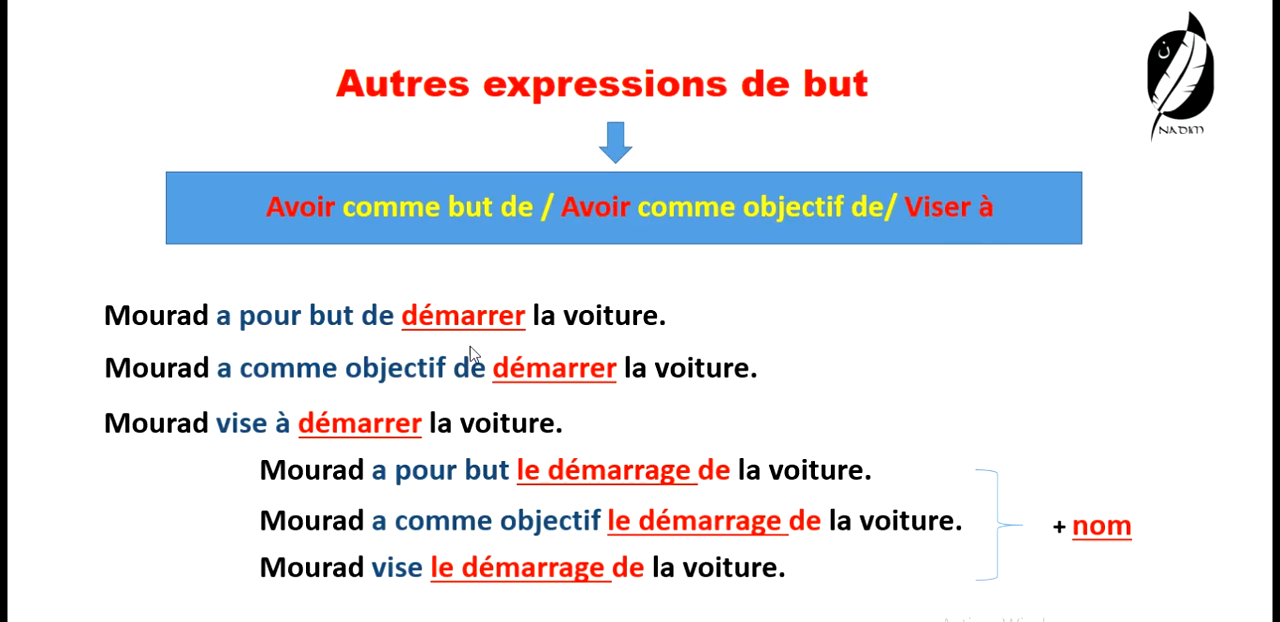 Autres expressions de but
ن
NADIM
Avoir comme but de / Avoir comme objectif de/ Viser à
Mourad a pour but de démarrer la voiture.
Mourad a comme objectif de démarrer la voiture.
Mourad vise à démarrer la voiture.
Mourad a pour but le démarrage de la voiture.
Mourad a comme objectif le démarrage de la voiture.
+ nom
Mourad vise le démarrage de la voiture.